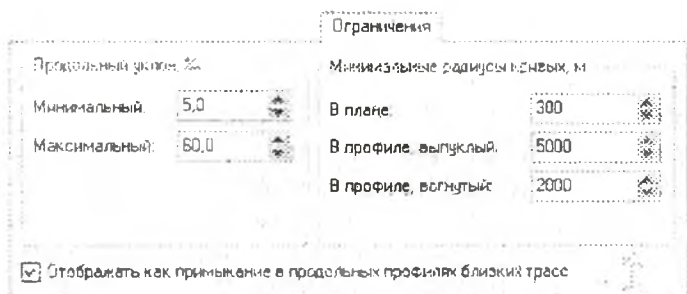 Ограничения
Продольный уклон, ‰
Минимальный: 5,0
Максимальный: 60,0
Минимальные радиусы кривых, м
В плане: 300
В профиле, выпуклый: 5000
В профиле, вогнутый: 2000
Отображать как примыкание в продольных профилях близких трасс